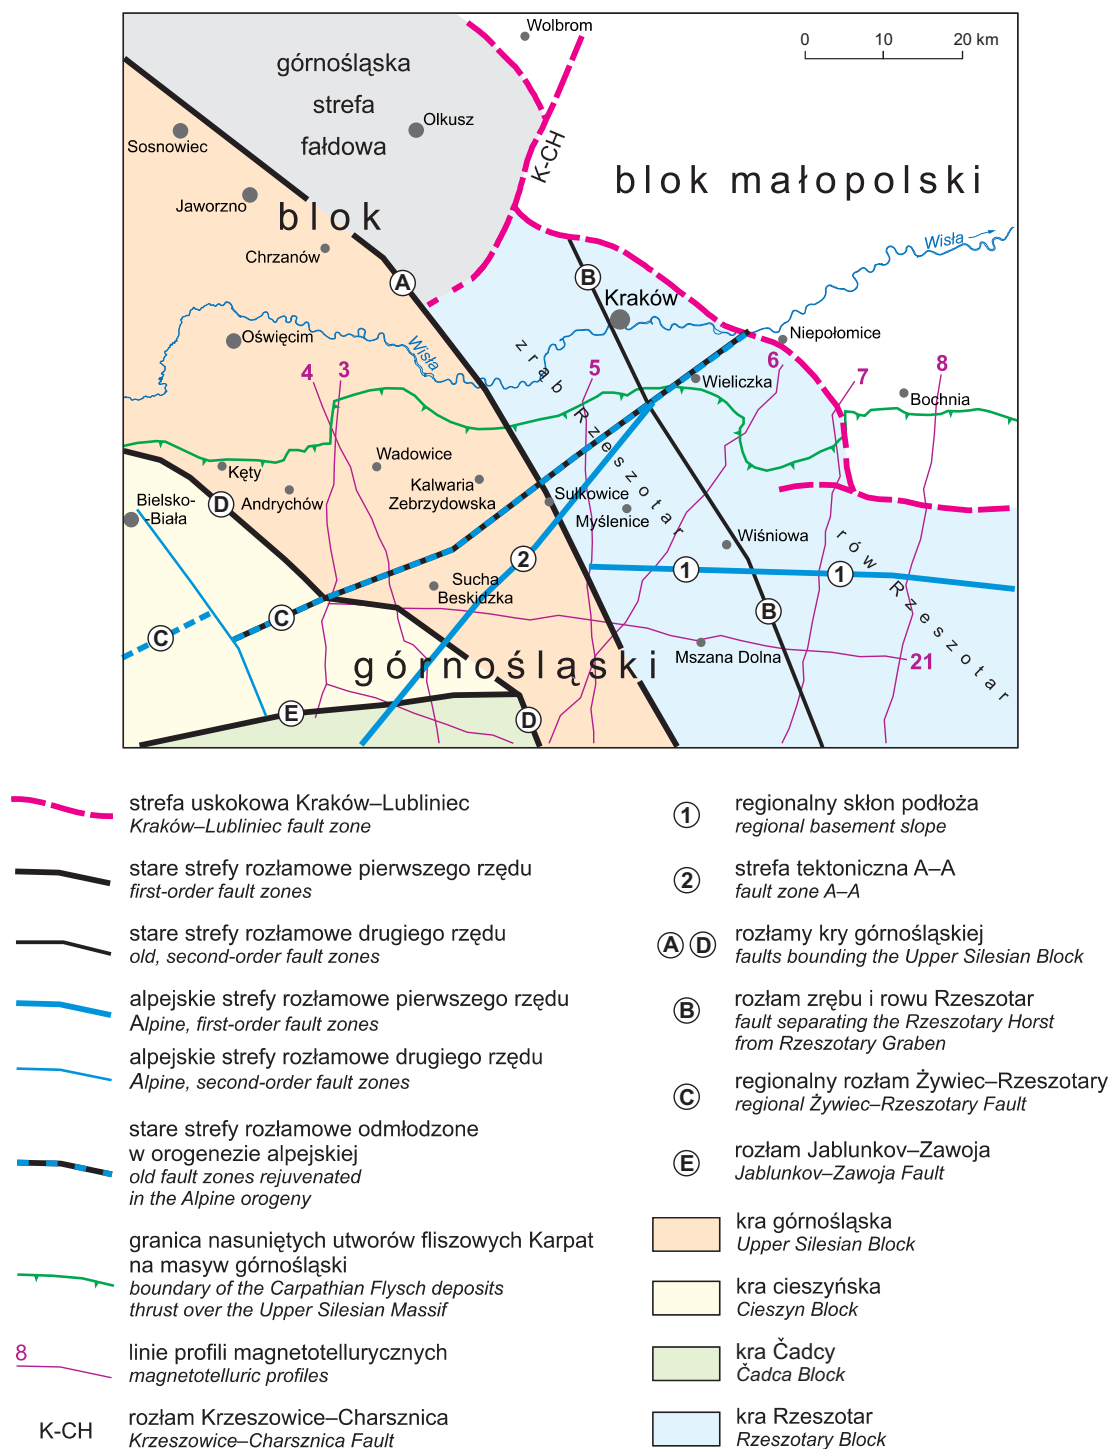 Wolbrom
0 10 20 km
górnośląska
strefa
fałdowa
Olkusz
Sosnowiec
K-CH
blok małopolski
Jaworzno
blok
Chrzanów
Wisła
A
B
Kraków
Oświęcim
Wisła
Niepołomice
zrąb Rzeszotar
4 3
5
6
7
8
Wieliczka
Bochnia
Kęty
Wadowice
Andrychów
Kalwaria
Zebrzydowska
Bielsko-
-Biała
D
Sułkowice
Myślenice
Wiśniowa
rów Rzeszotar
2
1
1
Sucha
Beskidzka
C
C
B
Mszana Dolna
21
górnośląski
E
D
strefa uskokowa Kraków–Lubliniec
Kraków–Lubliniec fault zone
stare strefy rozłamowe pierwszego rzędu
first-order fault zones
stare strefy rozłamowe drugiego rzędu
old, second-order fault zones
alpejskie strefy rozłamowe pierwszego rzędu
Alpine, first-order fault zones
alpejskie strefy rozłamowe drugiego rzędu
Alpine, second-order fault zones
stare strefy rozłamowe odmłodzone
w orogenezie alpejskiej
old fault zones rejuvenated
in the Alpine orogeny
granica nasuniętych utworów fliszowych Karpat
na masyw górnośląski
boundary of the Carpathian Flysch deposits
thrust over the Upper Silesian Massif
8 linie profili magnetotellurycznych
magnetotelluric profiles
K-CH rozłam Krzeszowice–Charsznica
Krzeszowice–Charsznica Fault
1 regionalny skłon podłoża
regional basement slope
2 strefa tektoniczna A–A
fault zone A–A
A D rozłamy kry górnośląskiej
faults bounding the Upper Silesian Block
B rozłam zrębu i rowu Rzeszotar
fault separating the Rzeszotary Horst
from Rzeszotary Graben
C regionalny rozłam Żywiec–Rzeszotary
regional Żywiec–Rzeszotary Fault
E rozłam Jablunkov–Zawoja
Jablunkov–Zawoja Fault
kra górnośląska
Upper Silesian Block
kra cieszyńska
Cieszyn Block
kra Čadcy
Čadca Block
kra Rzeszotar
Rzeszotary Block